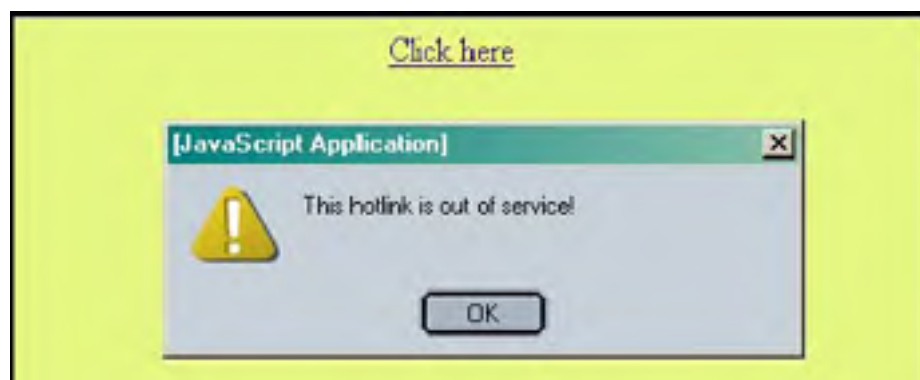 Click here
[JavaScript Application]
This hotlink is out of service!
OK